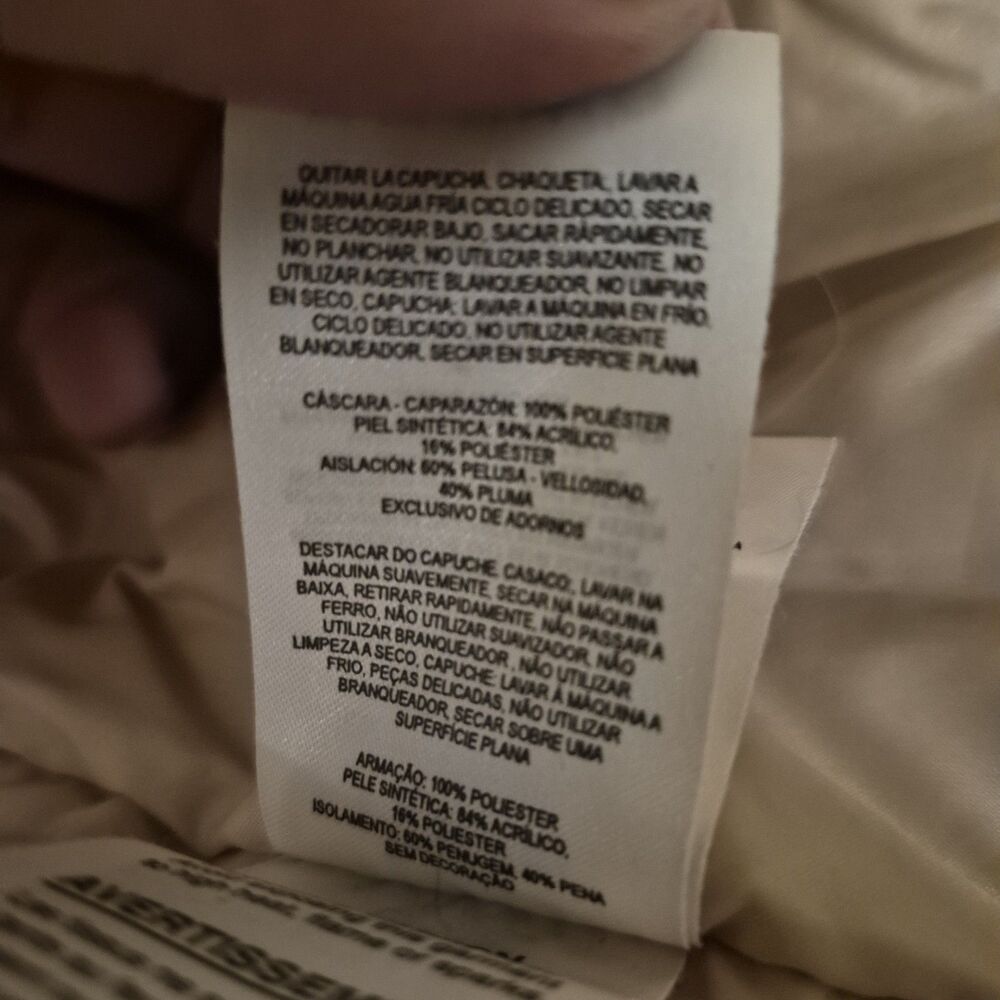 QUITAR LA CAPUCHA. CHAQUETA:, LAVAR A
MÁQUINA AGUA FRÍA CICLO DELICADO, SECAR
EN SECADORAR BAJO, SACAR RÁPIDAMENTE,
NO PLANCHAR, NO UTILIZAR SUAVIZANTE, NO
UTILIZAR AGENTE BLANQUEADOR, NO LIMPIAR
EN SECO, CAPUCHA: LAVAR A MÁQUINA EN FRÍO,
CICLO DELICADO, NO UTILIZAR AGENTE
BLANQUEADOR, SECAR EN SUPERFICIE PLANA
CÁSCARA - CAPARAZÓN: 100% POLIÉSTER
PIEL SINTÉTICA: 84% ACRÍLICO,
16% POLIÉSTER
AISLACIÓN: 60% PELUSA - VELLOSIDAD,
40% PLUMA
EXCLUSIVO DE ADORNOS
DESTACAR DO CAPUCHE. CASACO:, LAVAR NA
MÁQUINA SUAVEMENTE, SECAR NA MÁQUINA
BAIXA, RETIRAR RAPIDAMENTE, NÃO PASSAR A
FERRO, NÃO UTILIZAR SUAVIZADOR, NÃO
UTILIZAR BRANQUEADOR, NÃO UTILIZAR
LIMPEZA A SECO, CAPUCHE: LAVAR À MÁQUINA A
FRIO, PEÇAS DELICADAS, NÃO UTILIZAR
BRANQUEADOR, SECAR SOBRE UMA
SUPERFÍCIE PLANA
ARMAÇÃO: 100% POLIESTER
PELE SINTÉTICA: 84% ACRÍLICO,
16% POLIESTER
ISOLAMENTO: 60% PENUGEM, 40% PENA
SEM DECORAÇÃO
AVERTISSEM